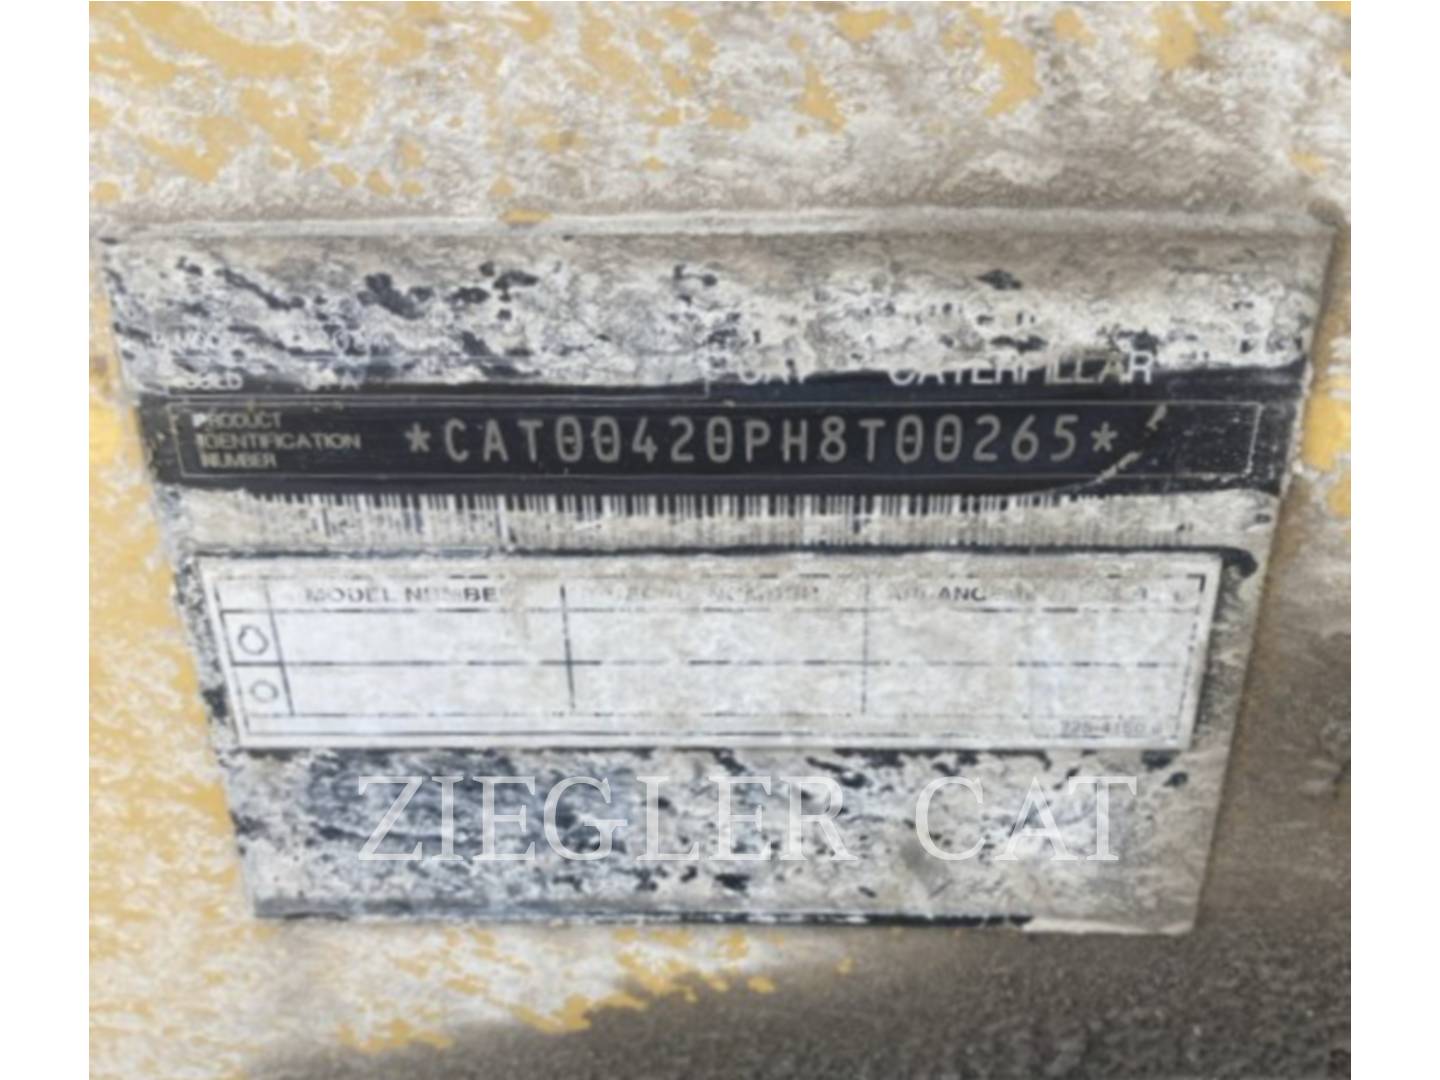 CAT CATERPILLAR
PRODUCT
IDENTIFICATION
NUMBER
*CAT00420PH8T00265*
MODEL NUMBER
ZIEGLER CAT